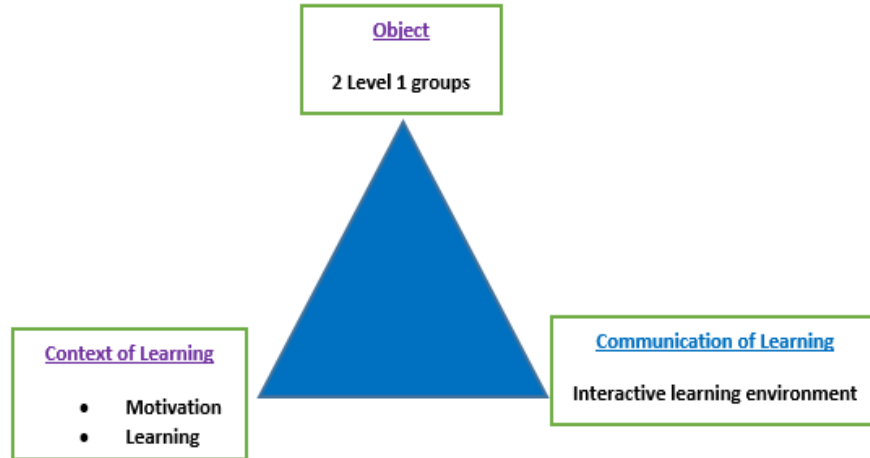 Object
2 Level 1 groups
Context of Learning
• Motivation
• Learning
Communication of Learning
Interactive learning environment